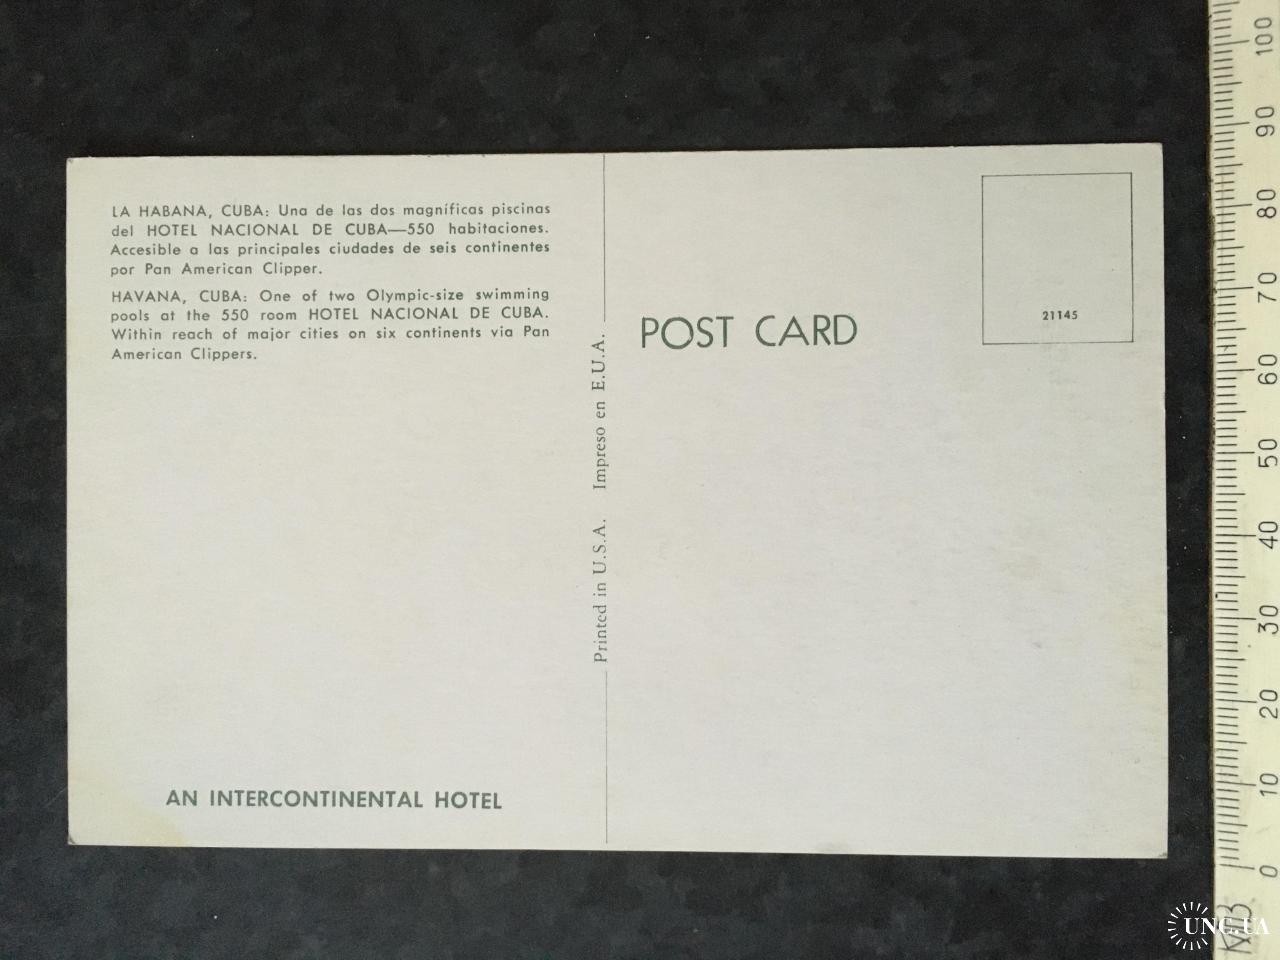 LA HABANA, CUBA: Una de las dos magníficas piscinas
del HOTEL NACIONAL DE CUBA—550 habitaciones.
Accesible a las principales ciudades de seis continentes
por Pan American Clipper.
HAVANA, CUBA: One of two Olympic-size swimming
pools at the 550 room HOTEL NACIONAL DE CUBA.
Within reach of major cities on six continents via Pan
American Clippers.
AN INTERCONTINENTAL HOTEL
Printed in U.S.A. Impreso en E.U.A.
POST CARD
21145
100
90
80
70
60
50
40
30
20
10
0
UNC.UA